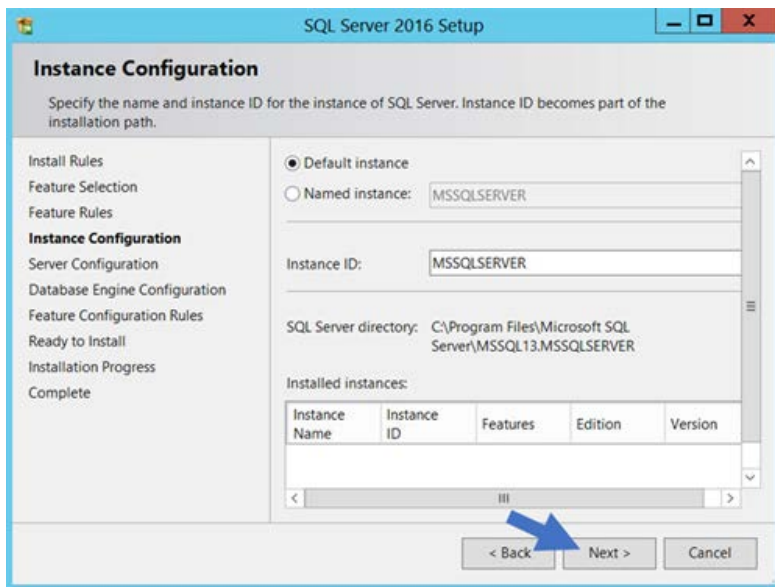 SQL Server 2016 Setup
Instance Configuration
Specify the name and instance ID for the instance of SQL Server. Instance ID becomes part of the
installation path.
Install Rules
Feature Selection
Feature Rules
Instance Configuration
Server Configuration
Database Engine Configuration
Feature Configuration Rules
Ready to Install
Installation Progress
Complete
Default instance
Named instance: MSSQLSERVER
Instance ID: MSSQLSERVER
SQL Server directory: C:\Program Files\Microsoft SQL
Server\MSSQL13.MSSQLSERVER
Installed instances:
Instance Instance Features Edition Version
Name ID
< Back Next > Cancel